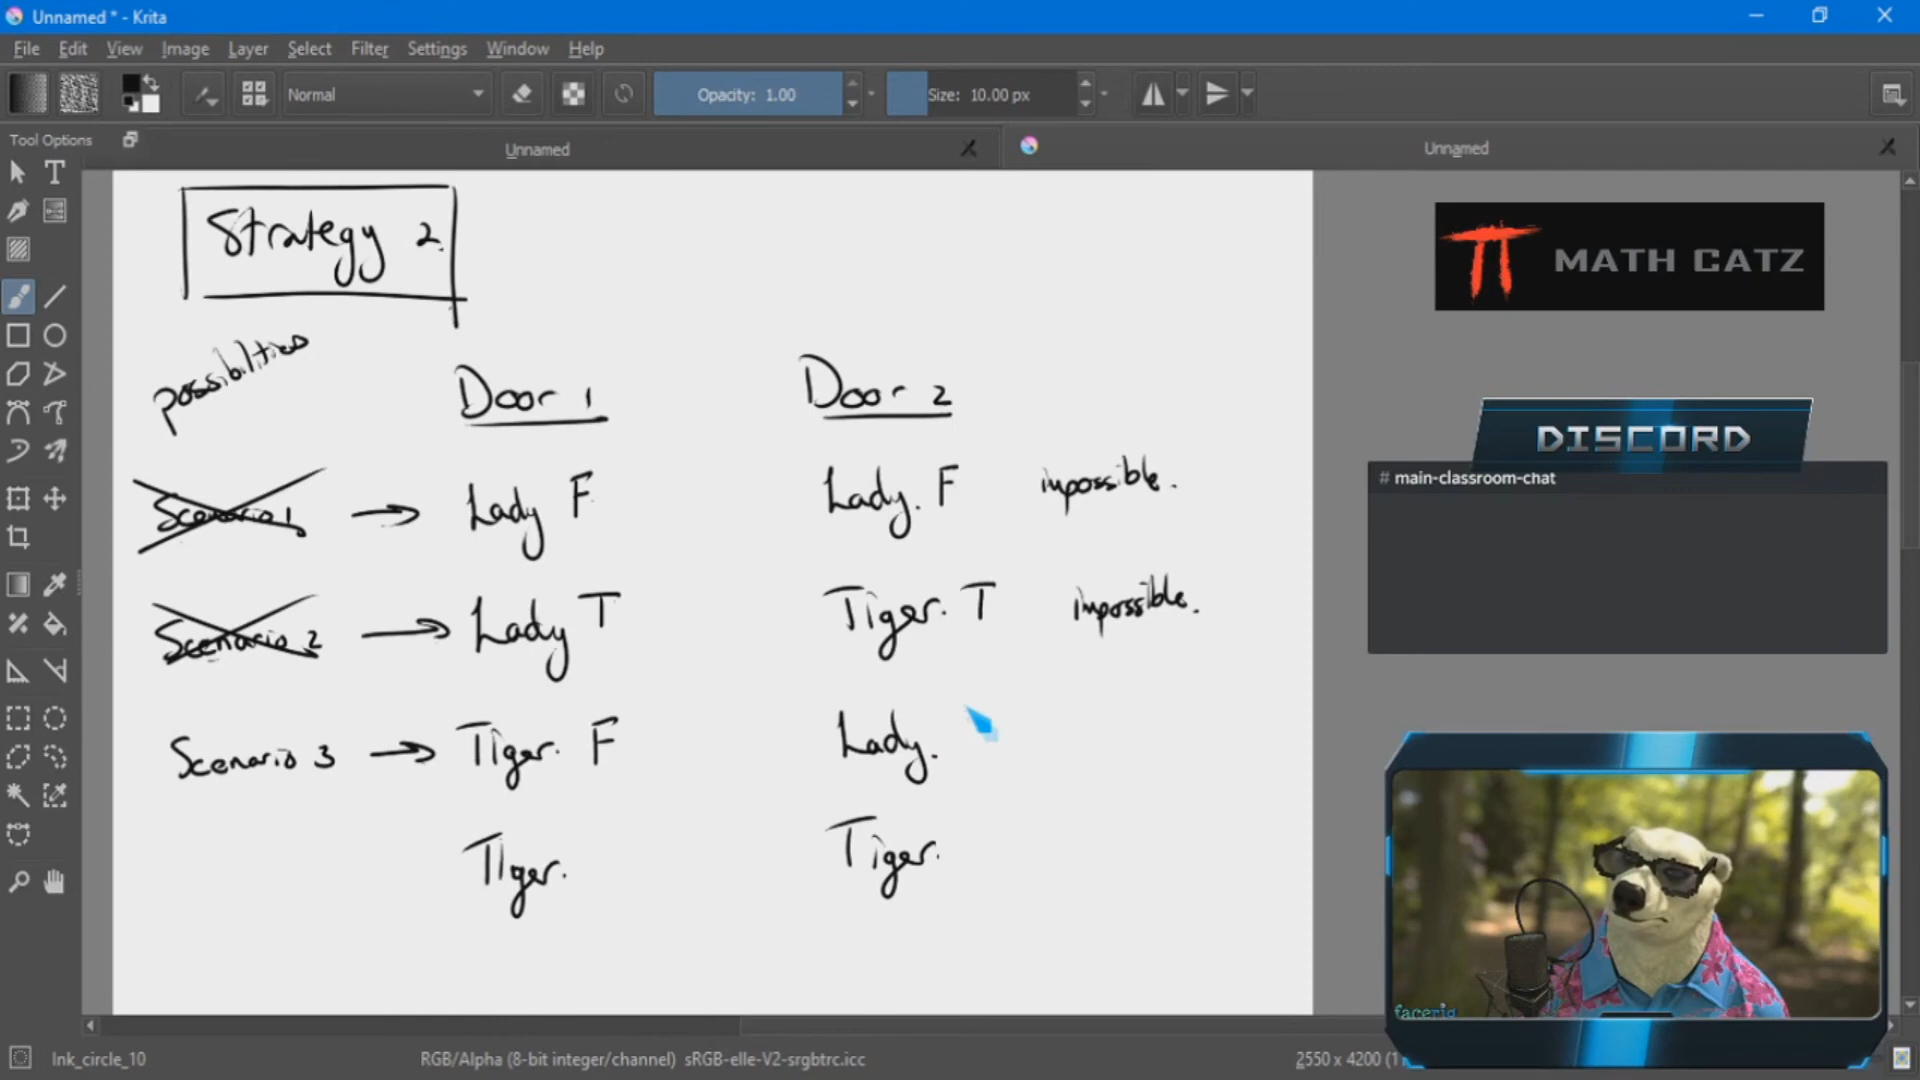 Unnamed * - Krita
File Edit View Image Layer Select Filter Settings Window Help
Normal Opacity: 1.00 Size: 10.00 px
Tool Options
Unnamed Unnamed
Strategy 2.
possibilities
Door 1 Door 2
Scenario 1 → Lady F Lady. F impossible.
Scenario 2 → Lady T Tiger. T impossible.
Scenario 3 → Tiger. F Lady.
Tiger. Tiger.
MATH CATZ
DISCORD
# main-classroom-chat
facerig
Ink_circle_10 RGB/Alpha (8-bit integer/channel) sRGB-elle-V2-srgbtrc.icc 2550 x 4200 (1